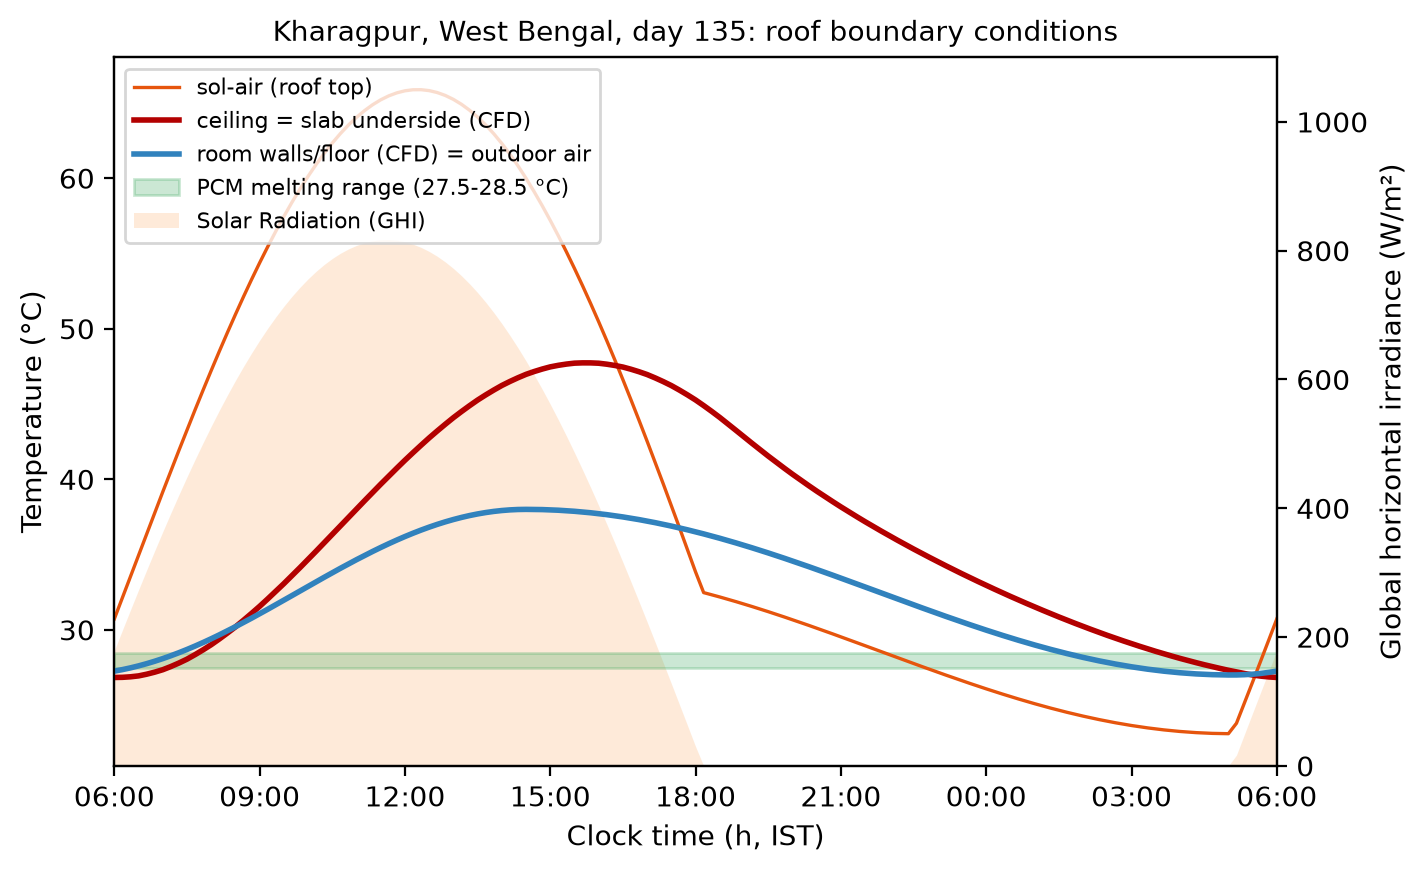 Kharagpur, West Bengal, day 135: roof boundary conditions
sol-air (roof top)
ceiling = slab underside (CFD)
room walls/floor (CFD) = outdoor air
PCM melting range (27.5-28.5 °C)
Solar Radiation (GHI)
Temperature (°C)
60
50
40
30
Global horizontal irradiance (W/m²)
1000
800
600
400
200
0
06:00 09:00 12:00 15:00 18:00 21:00 00:00 03:00 06:00
Clock time (h, IST)